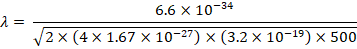 λ = 6.6 × 10⁻³⁴ / √(2 × (4 × 1.67 × 10⁻²⁷) × (3.2 × 10⁻¹⁹) × 500)